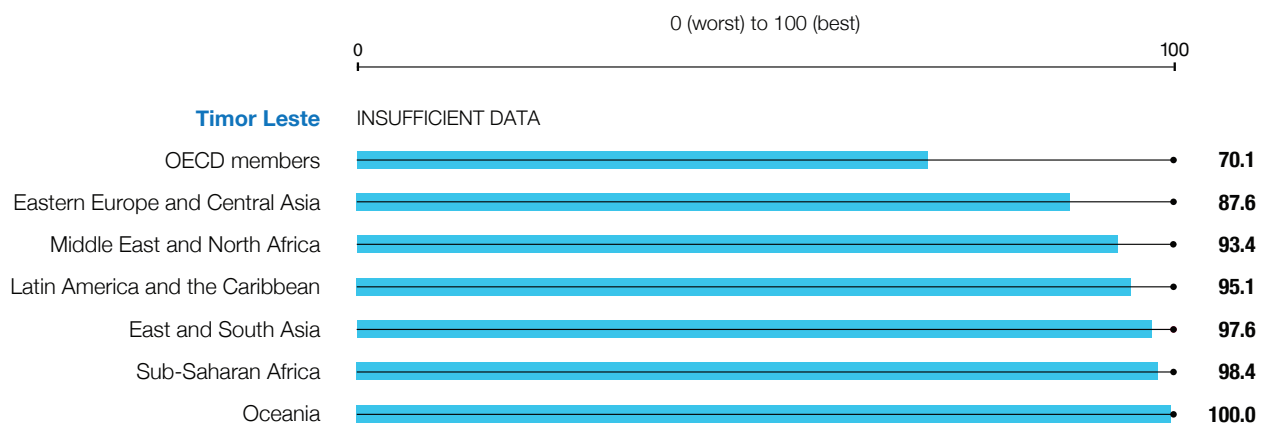 0 (worst) to 100 (best)
0 100
Timor Leste INSUFFICIENT DATA
OECD members 70.1
Eastern Europe and Central Asia 87.6
Middle East and North Africa 93.4
Latin America and the Caribbean 95.1
East and South Asia 97.6
Sub-Saharan Africa 98.4
Oceania 100.0